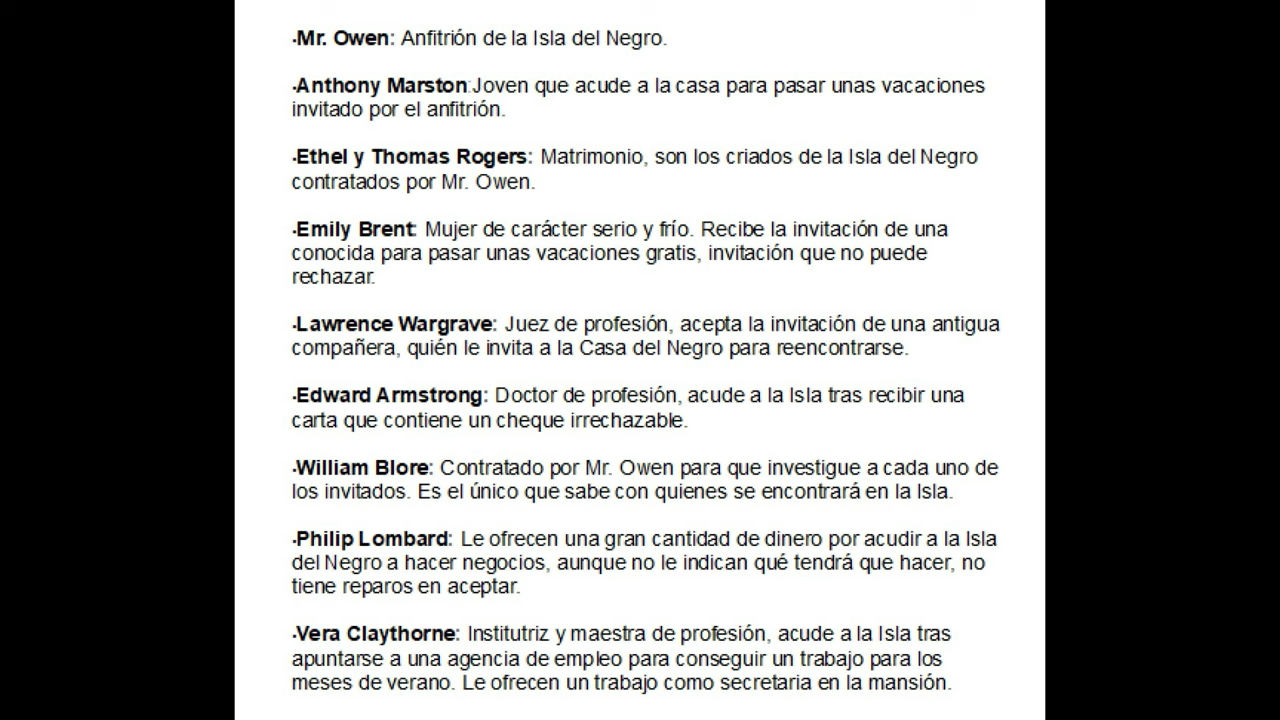 ·Mr. Owen: Anfitrión de la Isla del Negro.
·Anthony Marston:Joven que acude a la casa para pasar unas vacaciones
invitado por el anfitrión.
·Ethel y Thomas Rogers: Matrimonio, son los criados de la Isla del Negro
contratados por Mr. Owen.
·Emily Brent: Mujer de carácter serio y frío. Recibe la invitación de una
conocida para pasar unas vacaciones gratis, invitación que no puede
rechazar.
·Lawrence Wargrave: Juez de profesión, acepta la invitación de una antigua
compañera, quién le invita a la Casa del Negro para reencontrarse.
·Edward Armstrong: Doctor de profesión, acude a la Isla tras recibir una
carta que contiene un cheque irrechazable.
·William Blore: Contratado por Mr. Owen para que investigue a cada uno de
los invitados. Es el único que sabe con quienes se encontrará en la Isla.
·Philip Lombard: Le ofrecen una gran cantidad de dinero por acudir a la Isla
del Negro a hacer negocios, aunque no le indican qué tendrá que hacer, no
tiene reparos en aceptar.
·Vera Claythorne: Institutriz y maestra de profesión, acude a la Isla tras
apuntarse a una agencia de empleo para conseguir un trabajo para los
meses de verano. Le ofrecen un trabajo como secretaria en la mansión.